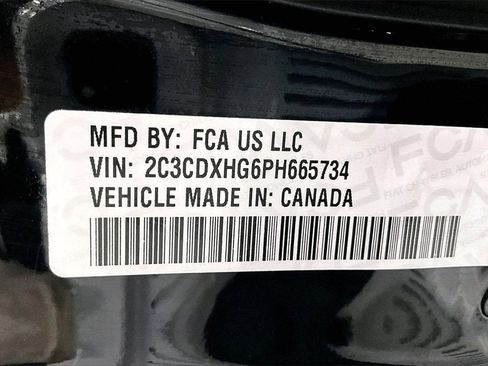 MFD BY: FCA US LLC
VIN: 2C3CDXHG6PH665734
VEHICLE MADE IN: CANADA